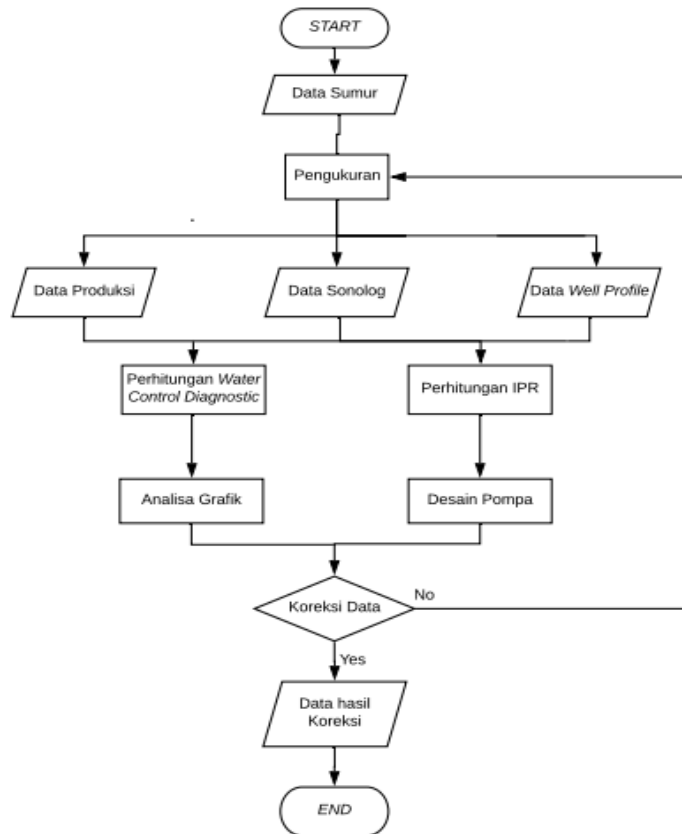 START
Data Sumur
Pengukuran
Data Produksi
Data Sonolog
Data Well Profile
Perhitungan Water
Control Diagnostic
Perhitungan IPR
Analisa Grafik
Desain Pompa
Koreksi Data
No
Yes
Data hasil
Koreksi
END